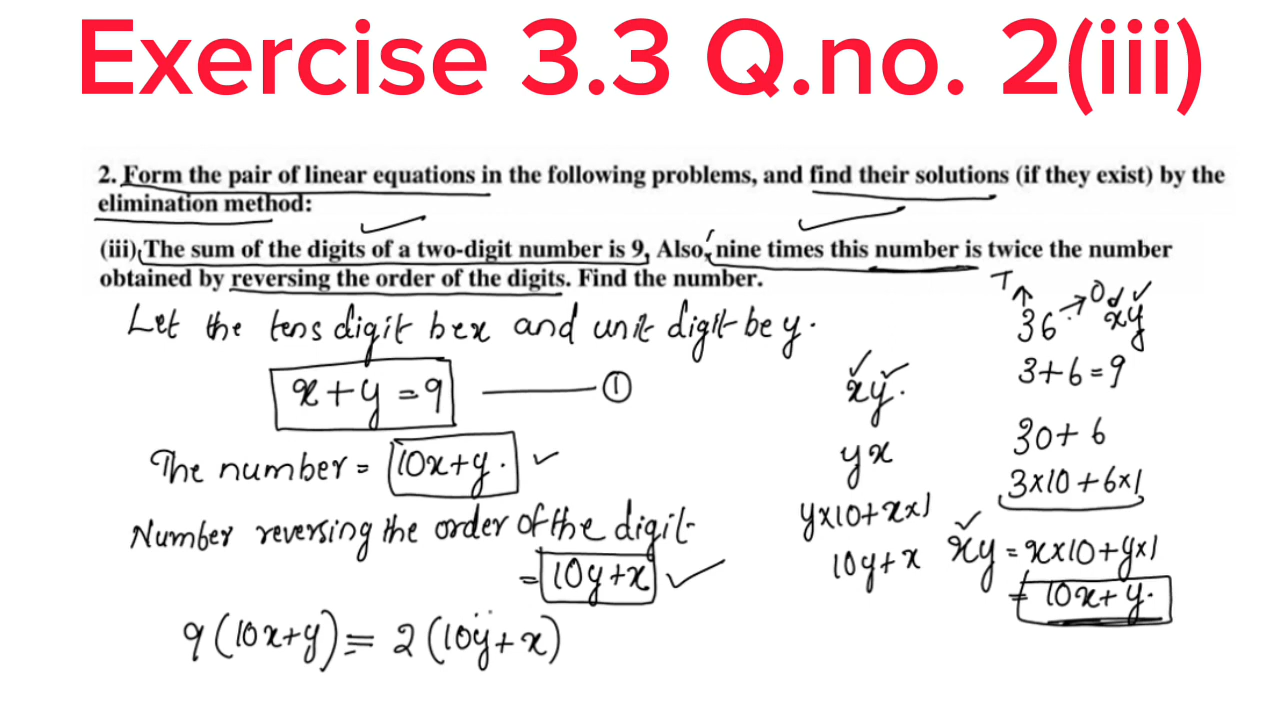 Exercise 3.3 Q.no. 2(iii)
2. Form the pair of linear equations in the following problems, and find their solutions (if they exist) by the
elimination method:
(iii) The sum of the digits of a two-digit number is 9, Also, nine times this number is twice the number
obtained by reversing the order of the digits. Find the number.
Let the tens digit be x and unit digit be y.
x+y=9 ① 
The number = 10x+y.
Number reversing the order of the digit
= 10y+x
9(10x+y) = 2(10y+x)
xy.
yx
y×10+x×1
10y+x
T O
36 xy
3+6=9
30+6
3×10+6×1
xy = x×10+y×1
= 10x+y.